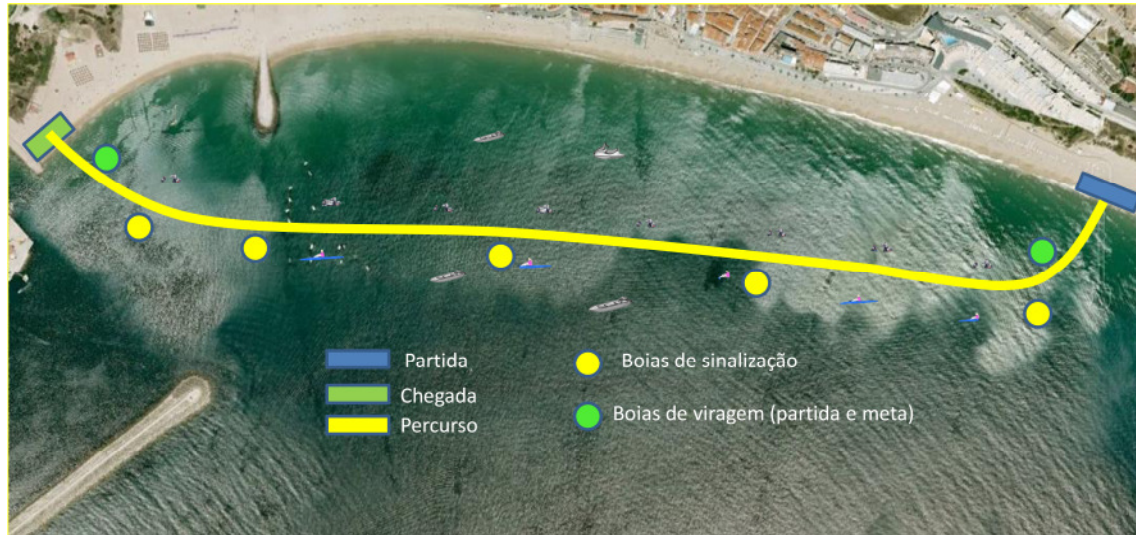 Partida
Chegada
Percurso
Boias de sinalização
Boias de viragem (partida e meta)